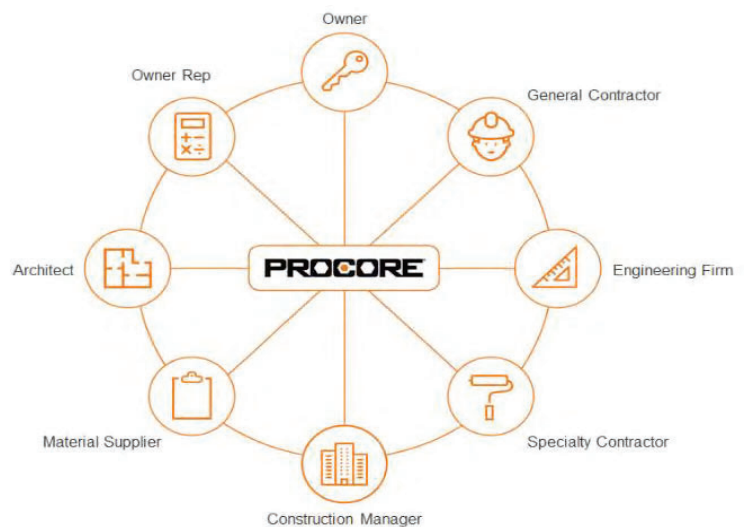 Owner
Owner Rep
General Contractor
Architect
PROCORE
Engineering Firm
Material Supplier
Specialty Contractor
Construction Manager